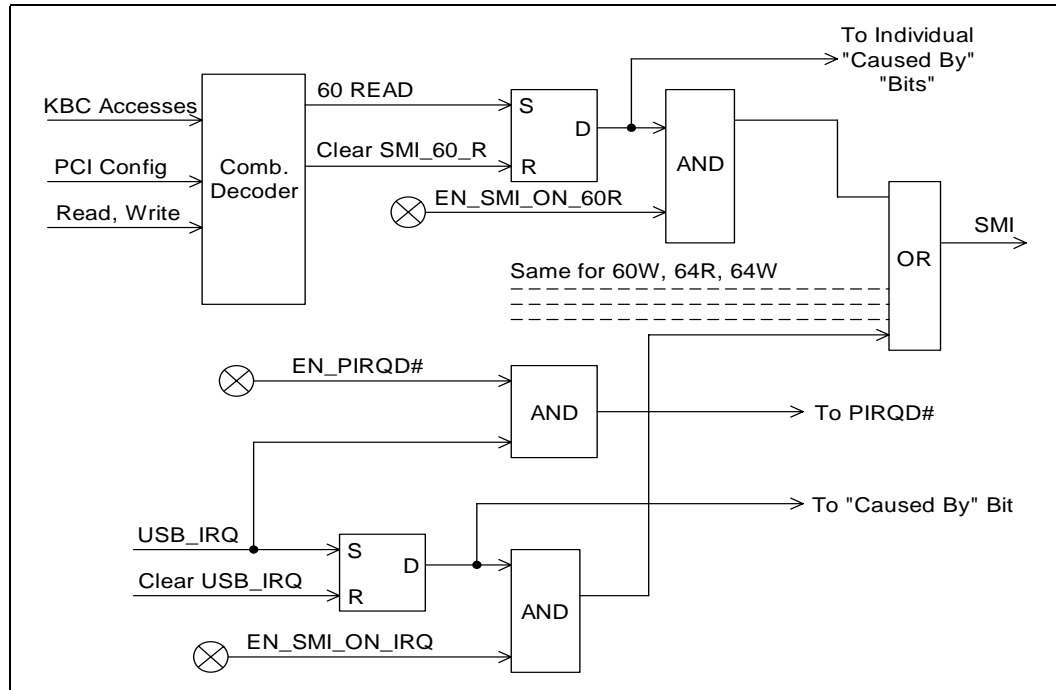 To Individual
"Caused By"
"Bits"
KBC Accesses
PCI Config
Read, Write
Comb.
Decoder
60 READ
Clear SMI_60_R
S
D
R
AND
EN_SMI_ON_60R
SMI
OR
Same for 60W, 64R, 64W
EN_PIRQD#
AND
To PIRQD#
To "Caused By" Bit
USB_IRQ
S
D
R
Clear USB_IRQ
AND
EN_SMI_ON_IRQ